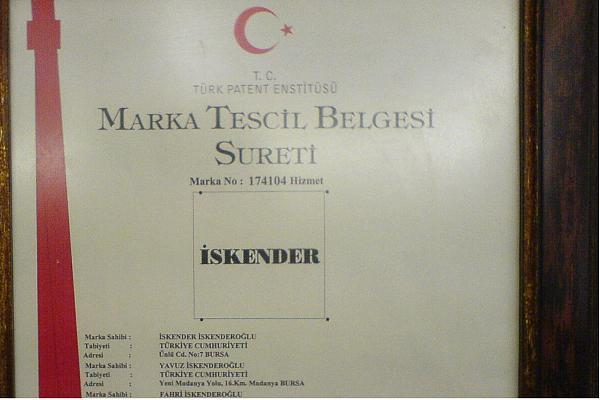 T. C.
TÜRK PATENT ENSTİTÜSÜ
MARKA TESCİL BELGESİ
SURETİ
Marka No : 174104 Hizmet
İSKENDER
Marka Sahibi : İSKENDER İSKENDEROĞLU
Tabiyeti : TÜRKİYE CUMHURİYETİ
Adresi : Ünlü Cd. No:7 BURSA
Marka Sahibi : YAVUZ İSKENDEROĞLU
Tabiyeti : TÜRKİYE CUMHURİYETİ
Adresi : Yeni Mudanya Yolu, 16.Km. Mudanya BURSA
Marka Sahibi : FAHRİ İSKENDEROĞLU